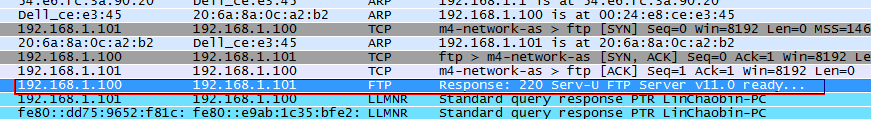 54:e6:fc:3a:90:20 Dell_ce:e3:45 ARP 192.168.1.1 is at 54:e6:fc:3a:90:20
Dell_ce:e3:45 20:6a:8a:0c:a2:b2 ARP 192.168.1.100 is at 00:24:e8:ce:e3:45
192.168.1.101 192.168.1.100 TCP m4-network-as > ftp [SYN] Seq=0 Win=8192 Len=0 MSS=146
20:6a:8a:0c:a2:b2 Dell_ce:e3:45 ARP 192.168.1.101 is at 20:6a:8a:0c:a2:b2
192.168.1.100 192.168.1.101 TCP ftp > m4-network-as [SYN, ACK] Seq=0 Ack=1 Win=8192 L
192.168.1.101 192.168.1.100 TCP m4-network-as > ftp [ACK] Seq=1 Ack=1 Win=8192 Len=0
192.168.1.100 192.168.1.101 FTP Response: 220 Serv-U FTP Server v11.0 ready...
192.168.1.101 192.168.1.100 LLMNR Standard query response PTR LinChaobin-PC
fe80::dd75:9652:f81c: fe80::e9ab:1c35:bfe2: LLMNR Standard query response PTR LinChaobin-PC